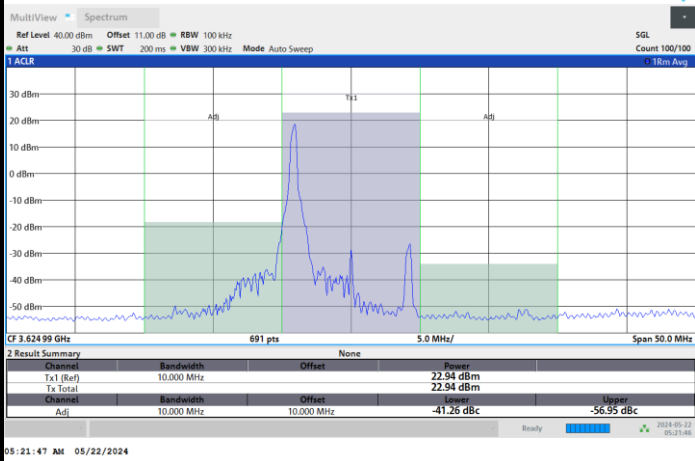 MultiView Spectrum
Ref Level 40.00 dBm Offset 11.00 dB RBW 100 kHz SGL
Att 30 dB SWT 200 ms VBW 300 kHz Mode Auto Sweep Count 100/100
1 ACLR 1Rm Avg
Tx1
30 dBm
Adj Adj
20 dBm
10 dBm
0 dBm
-10 dBm
-20 dBm
-30 dBm
-40 dBm
-50 dBm
CF 3.624 99 GHz 691 pts 5.0 MHz/ Span 50.0 MHz
2 Result Summary None
Channel Bandwidth Offset Power
Tx1 (Ref) 10.000 MHz 22.94 dBm
Tx Total 22.94 dBm
Channel Bandwidth Offset Lower Upper
Adj 10.000 MHz 10.000 MHz -41.26 dBc -56.95 dBc
Ready 2024-05-22
05:21:46
05:21:47 AM 05/22/2024